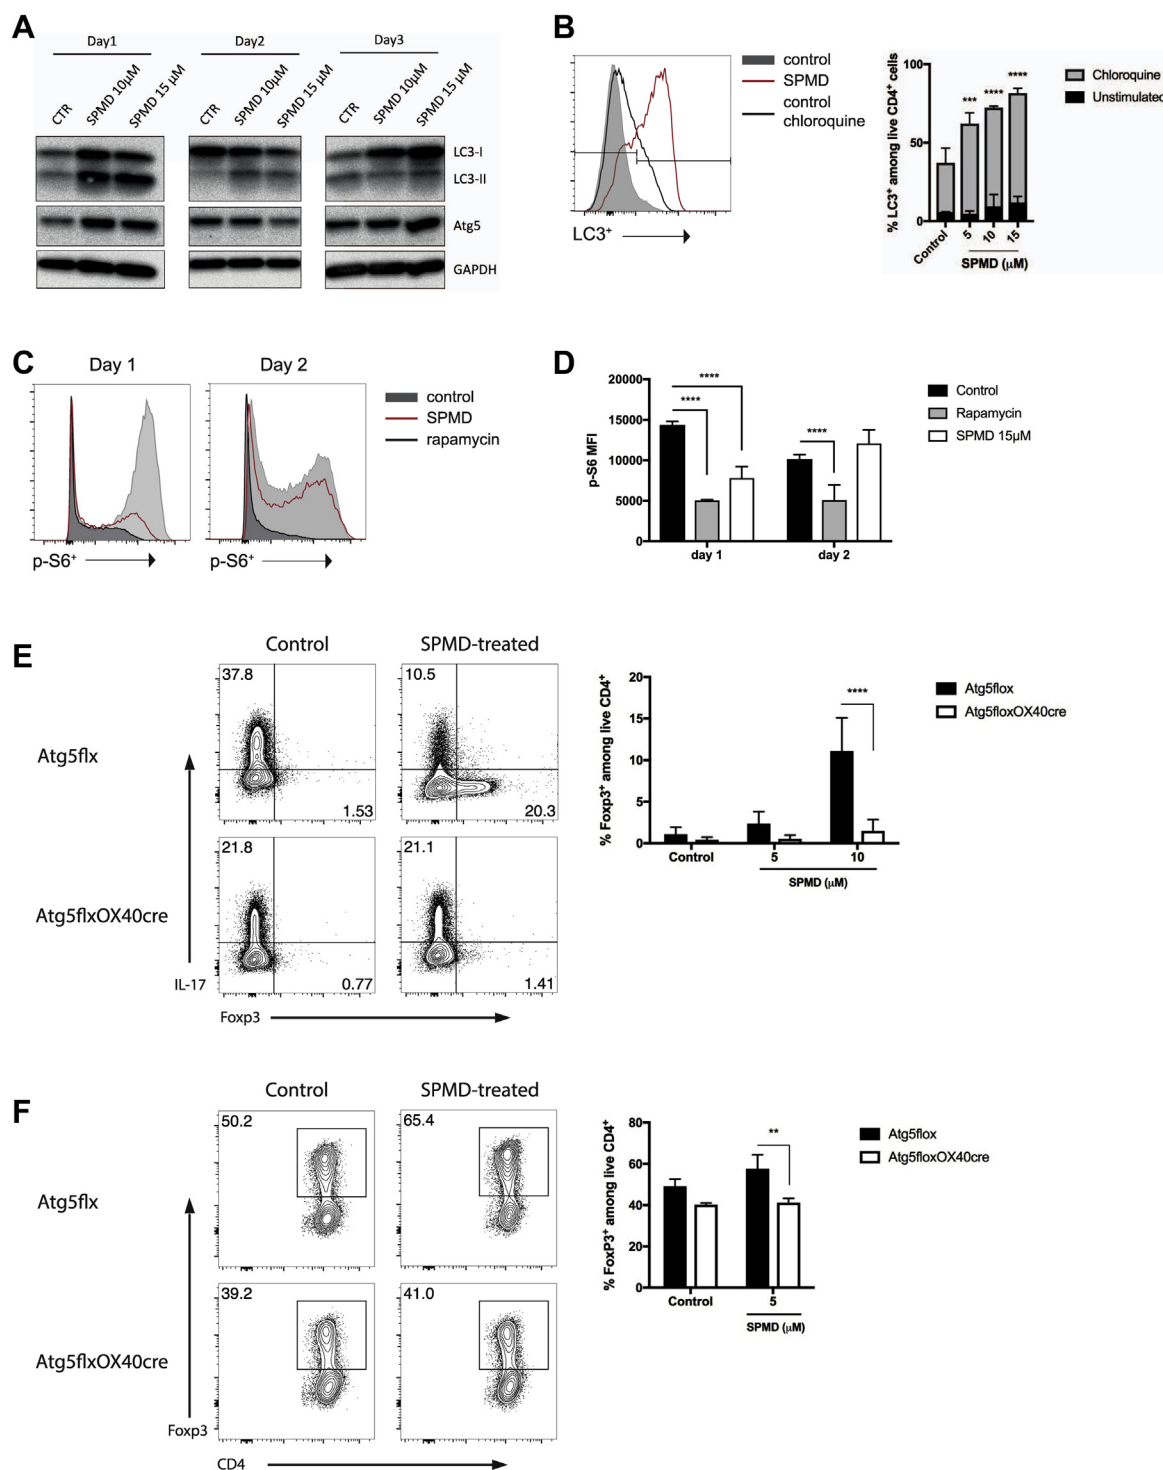 A
Day1
Day2
Day3
CTR
SPMD 10µM
SPMD 15 µM
CTR
SPMD 10µM
SPMD 15 µM
CTR
SPMD 10µM
SPMD 15 µM
LC3-I
LC3-II
Atg5
GAPDH
B
control
SPMD
control
chloroquine
LC3⁺
% LC3⁺ among live CD4⁺ cells
100
50
0
***
****
****
Chloroquine
Unstimulated
Control
5
10
15
SPMD (µM)
C
Day 1
Day 2
control
SPMD
rapamycin
p-S6⁺
p-S6⁺
D
p-S6 MFI
20000
15000
10000
5000
0
****
****
****
day 1
day 2
Control
Rapamycin
SPMD 15µM
E
Control
SPMD-treated
Atg5flx
37.8
1.53
10.5
20.3
Atg5flxOX40cre
21.8
0.77
21.1
1.41
IL-17
Foxp3
% Foxp3⁺ among live CD4⁺
20
15
10
5
0
****
Control
5
10
SPMD (µM)
Atg5flox
Atg5floxOX40cre
F
Control
SPMD-treated
Atg5flx
50.2
65.4
Atg5flxOX40cre
39.2
41.0
Foxp3
CD4
% FoxP3⁺ among live CD4⁺
80
60
40
20
0
**
Control
5
SPMD (µM)
Atg5flox
Atg5floxOX40cre